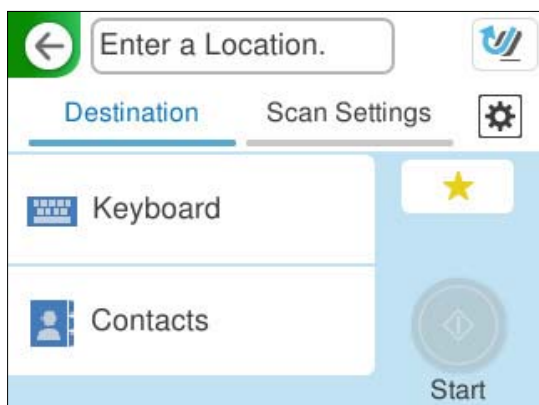 Enter a Location.
Destination Scan Settings
Keyboard
Contacts
Start